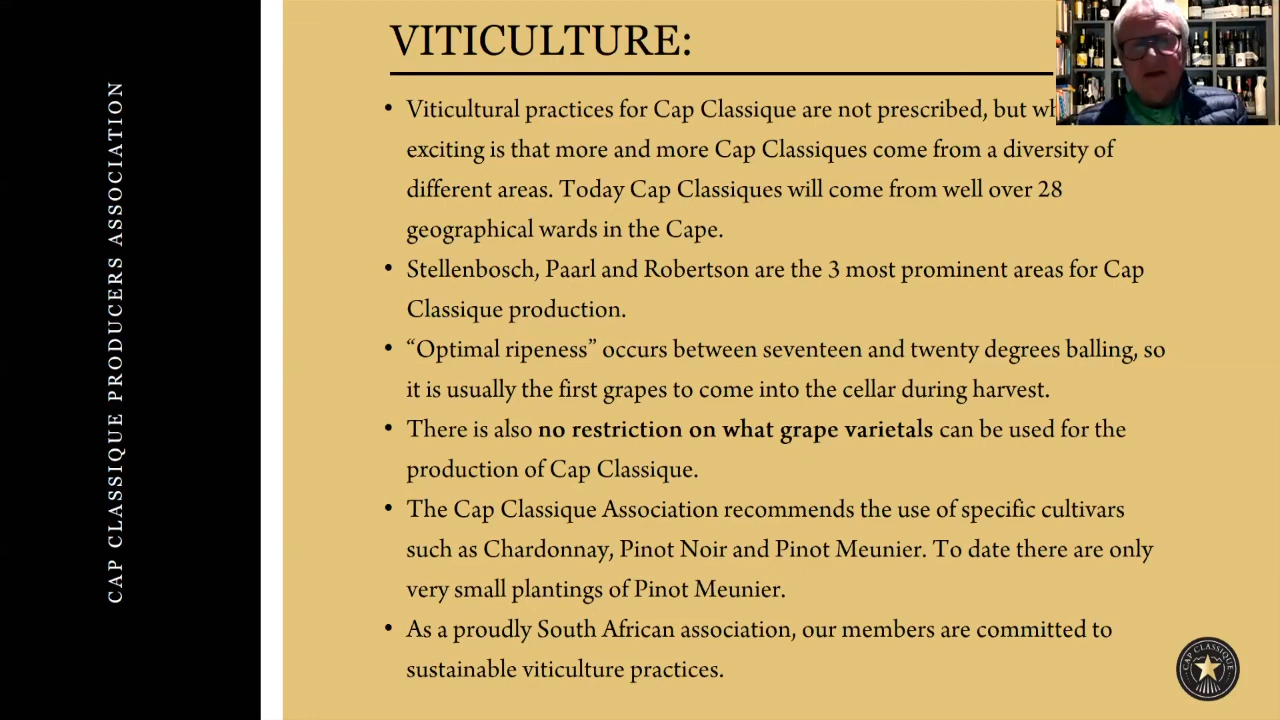 VITICULTURE:
• Viticultural practices for Cap Classique are not prescribed, but
exciting is that more and more Cap Classiques come from a diversity of
different areas. Today Cap Classiques will come from well over 28
geographical wards in the Cape.
• Stellenbosch, Paarl and Robertson are the 3 most prominent areas for Cap
Classique production.
• “Optimal ripeness” occurs between seventeen and twenty degrees balling, so
it is usually the first grapes to come into the cellar during harvest.
• There is also no restriction on what grape varietals can be used for the
production of Cap Classique.
• The Cap Classique Association recommends the use of specific cultivars
such as Chardonnay, Pinot Noir and Pinot Meunier. To date there are only
very small plantings of Pinot Meunier.
• As a proudly South African association, our members are committed to
sustainable viticulture practices.
CAP CLASSIQUE PRODUCERS ASSOCIATION
CAP CLASSIQUE